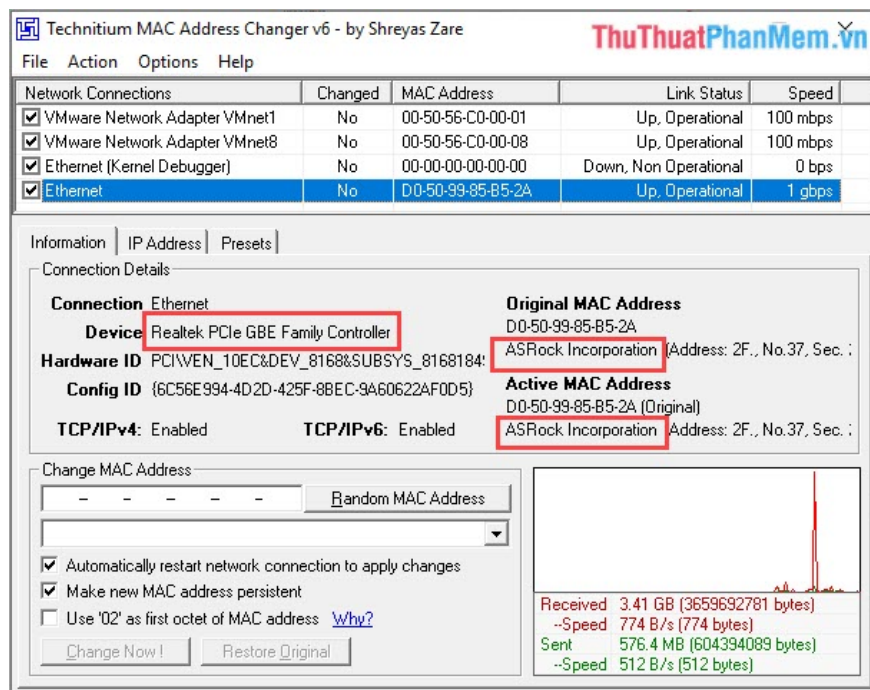 Technitium MAC Address Changer v6 - by Shreyas Zare
ThuThuatPhanMem.vn
File Action Options Help
Network Connections Changed MAC Address Link Status Speed
VMware Network Adapter VMnet1 No 00-50-56-C0-00-01 Up, Operational 100 mbps
VMware Network Adapter VMnet8 No 00-50-56-C0-00-08 Up, Operational 100 mbps
Ethernet (Kernel Debugger) No 00-00-00-00-00-00 Down, Non Operational 0 bps
Ethernet No D0-50-99-85-B5-2A Up, Operational 1 gbps
Information IP Address Presets
Connection Details
Connection Ethernet
Device Realtek PCIe GBE Family Controller
Hardware ID PCI\VEN_10EC&DEV_8168&SUBSYS_81681849
Config ID {6C56E994-4D2D-425F-8BEC-9A60622AF0D5}
TCP/IPv4: Enabled TCP/IPv6: Enabled
Original MAC Address
D0-50-99-85-B5-2A
ASRock Incorporation (Address: 2F., No.37, Sec.
Active MAC Address
D0-50-99-85-B5-2A (Original)
ASRock Incorporation (Address: 2F., No.37, Sec.
Change MAC Address
- - - - -
Random MAC Address
Automatically restart network connection to apply changes
Make new MAC address persistent
Use '02' as first octet of MAC address Why?
Change Now ! Restore Original
Received 3.41 GB (3659692781 bytes)
--Speed 774 B/s (774 bytes)
Sent 576.4 MB (604394089 bytes)
--Speed 512 B/s (512 bytes)